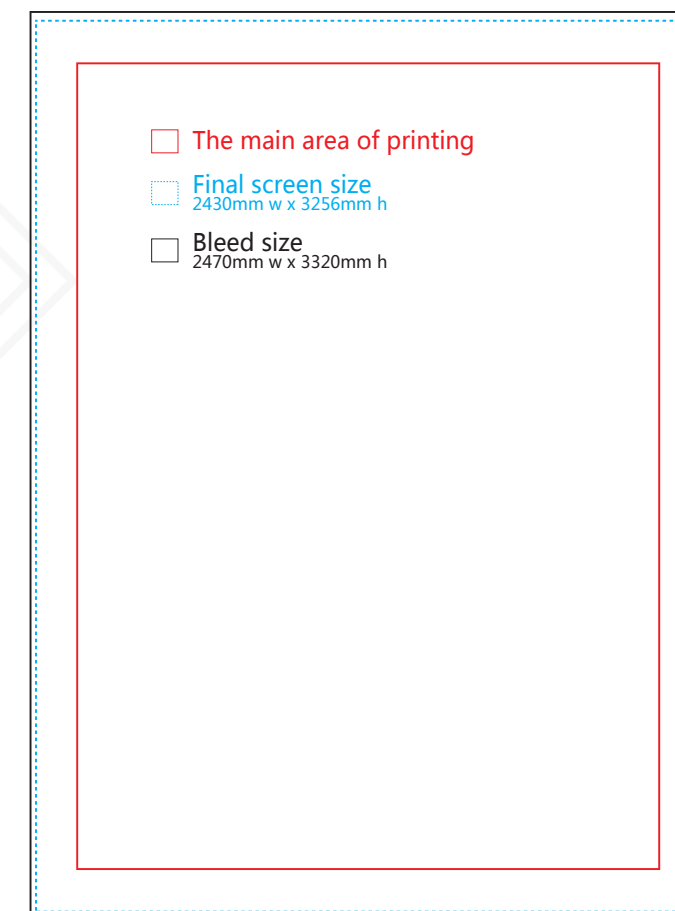 The main area of printing
Final screen size
2430mm w x 3256mm h
Bleed size
2470mm w x 3320mm h